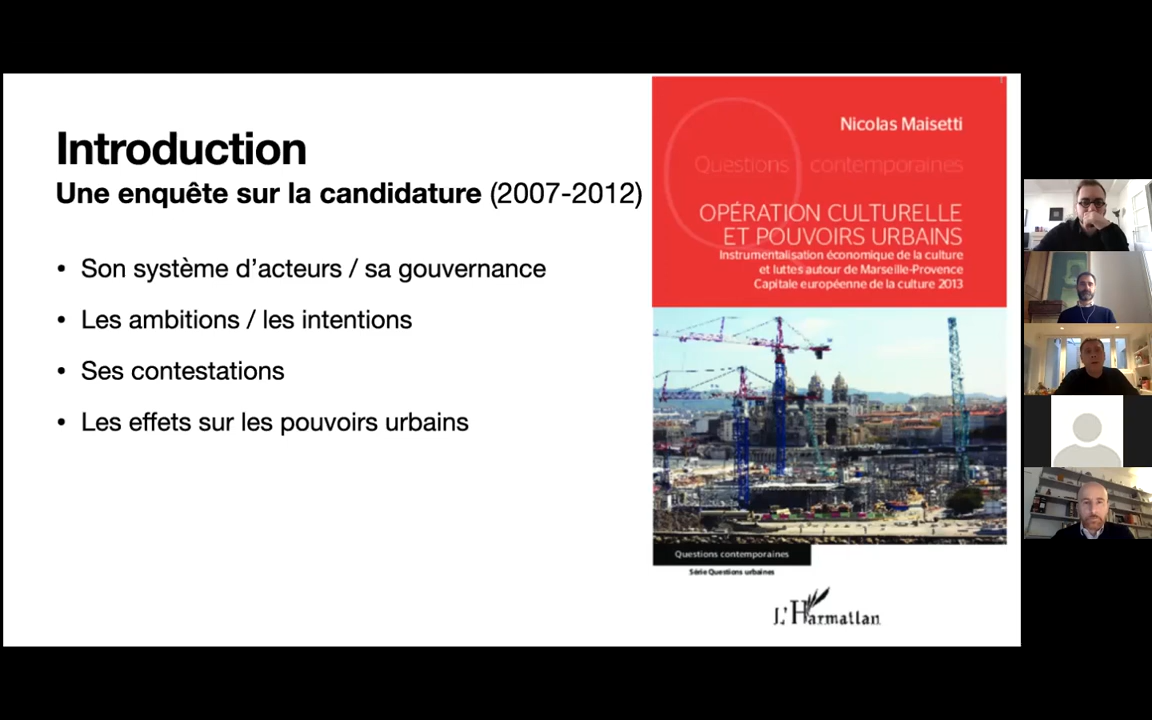 Introduction
Une enquête sur la candidature (2007-2012)
• Son système d'acteurs / sa gouvernance
• Les ambitions / les intentions
• Ses contestations
• Les effets sur les pouvoirs urbains
Nicolas Maisetti
Questions contemporaines
OPÉRATION CULTURELLE
ET POUVOIRS URBAINS
Instrumentalisation économique de la culture
et luttes autour de Marseille-Provence
Capitale européenne de la culture 2013
Questions contemporaines
Série Questions urbaines
L'Harmattan